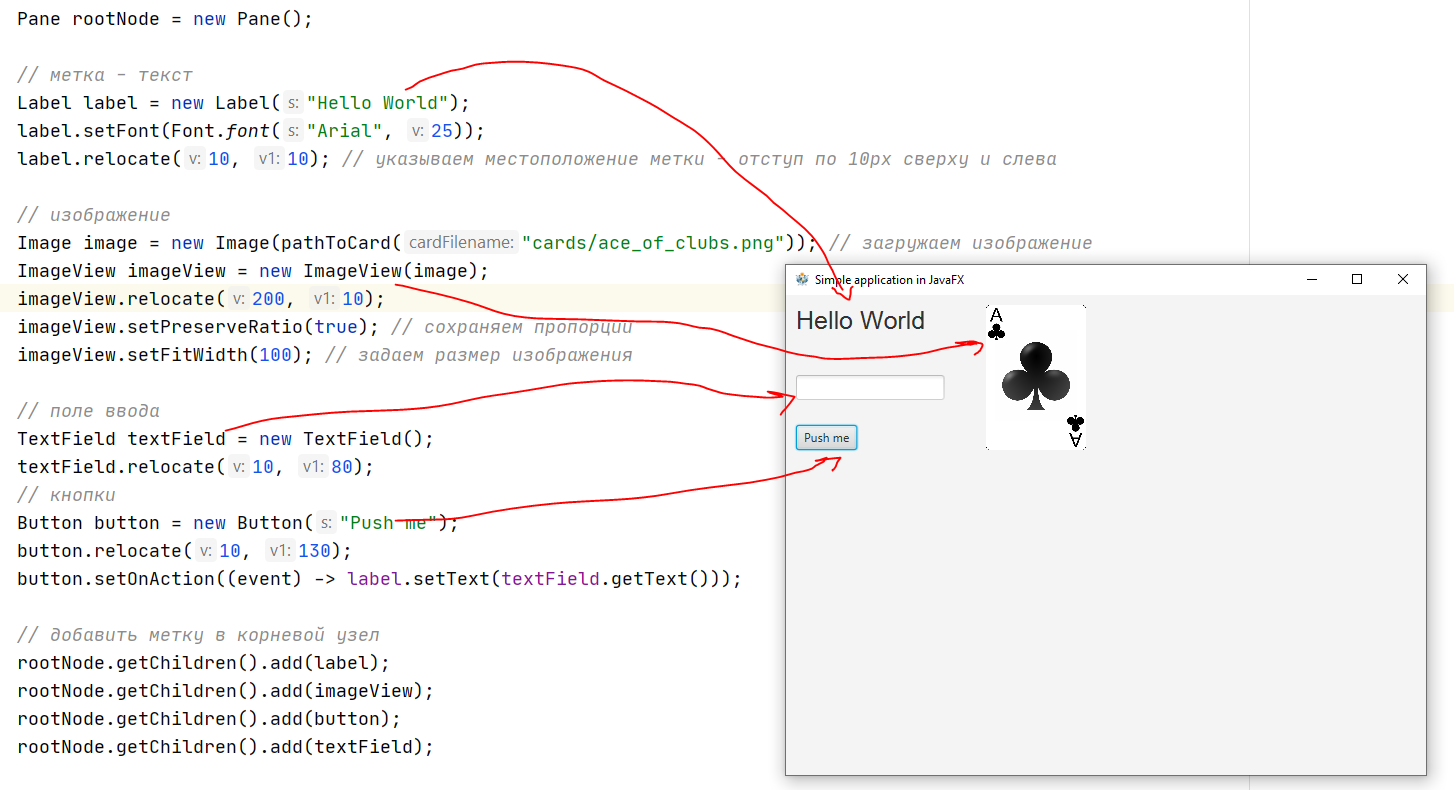 Pane rootNode = new Pane();
// метка - текст
Label label = new Label( s: "Hello World");
label.setFont(Font.font( s: "Arial", v: 25));
label.relocate( v: 10, v1: 10); // указываем местоположение метки - отступ по 10px сверху и слева
// изображение
Image image = new Image(pathToCard( cardFilename: "cards/ace_of_clubs.png")); // загружаем изображение
ImageView imageView = new ImageView(image);
imageView.relocate( v: 200, v1: 10);
imageView.setPreserveRatio(true); // сохраняем пропорции
imageView.setFitWidth(100); // задаем размер изображения
// поле ввода
TextField textField = new TextField();
textField.relocate( v: 10, v1: 80);
// кнопки
Button button = new Button( s: "Push me");
button.relocate( v: 10, v1: 130);
button.setOnAction((event) -> label.setText(textField.getText()));
// добавить метку в корневой узел
rootNode.getChildren().add(label);
rootNode.getChildren().add(imageView);
rootNode.getChildren().add(button);
rootNode.getChildren().add(textField);
Simple application in JavaFX
Hello World
A
A
Push me